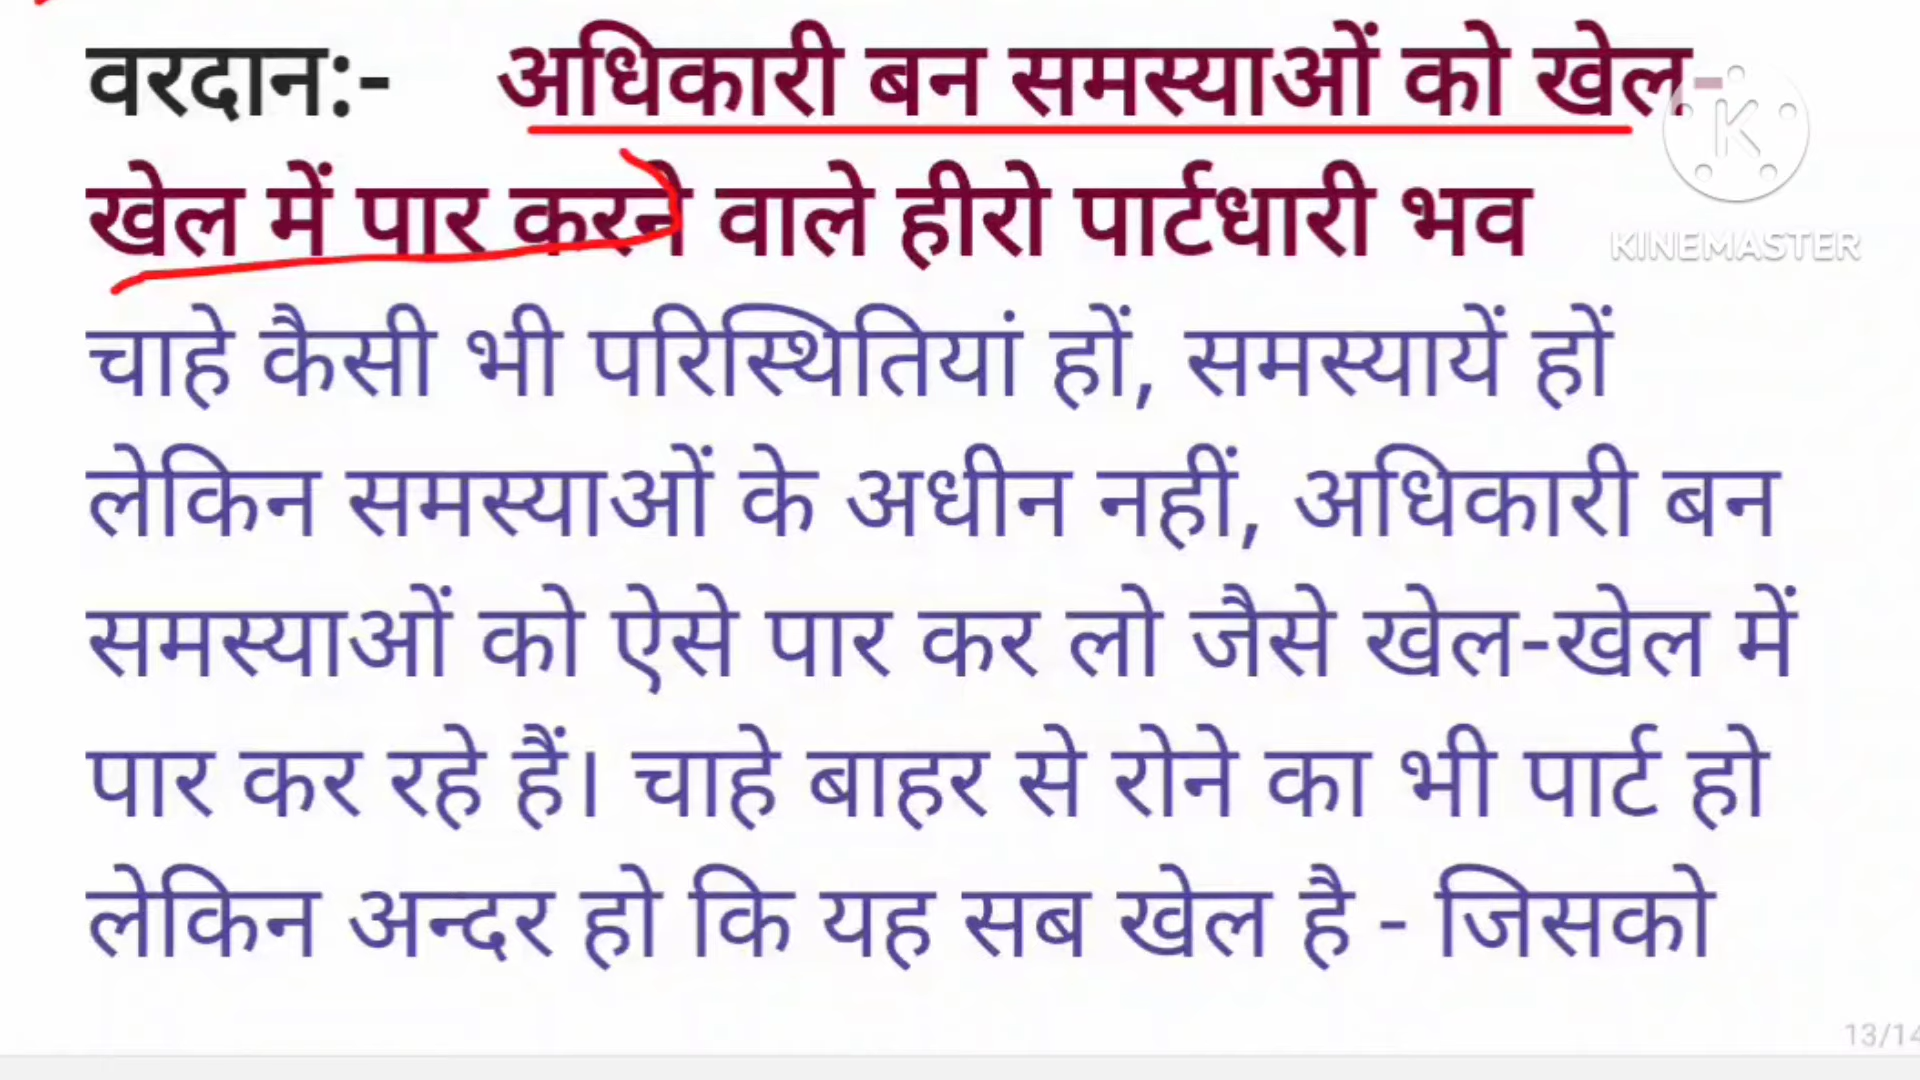 वरदान:- अधिकारी बन समस्याओं को खेल-
खेल में पार करने वाले हीरो पार्टधारी भव
चाहे कैसी भी परिस्थितियां हों, समस्यायें हों
लेकिन समस्याओं के अधीन नहीं, अधिकारी बन
समस्याओं को ऐसे पार कर लो जैसे खेल-खेल में
पार कर रहे हैं। चाहे बाहर से रोने का भी पार्ट हो
लेकिन अन्दर हो कि यह सब खेल है - जिसको
K
KINEMASTER
13/14